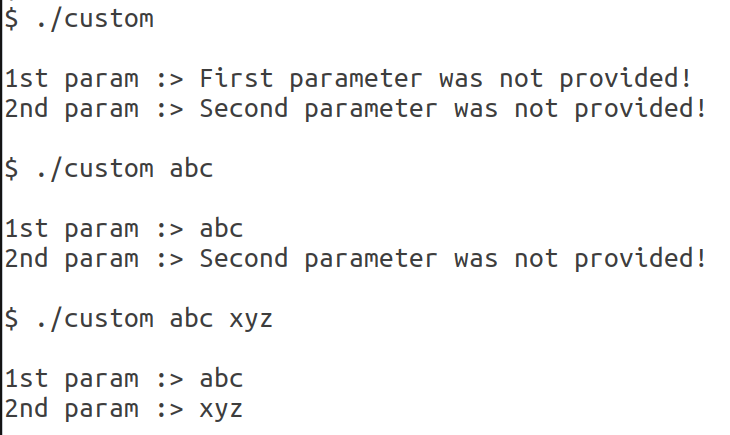 $ ./custom
1st param :> First parameter was not provided!
2nd param :> Second parameter was not provided!
$ ./custom abc
1st param :> abc
2nd param :> Second parameter was not provided!
$ ./custom abc xyz
1st param :> abc
2nd param :> xyz